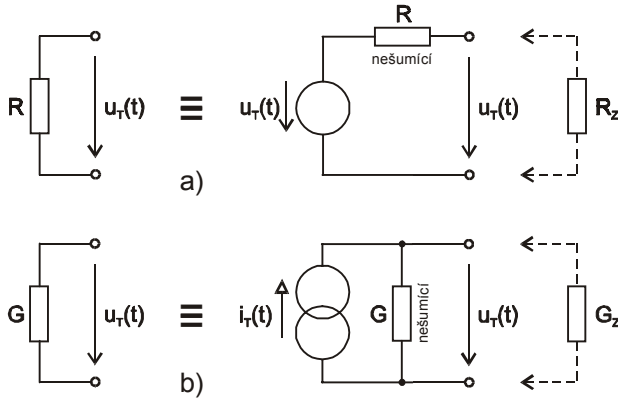 R
u_T(t)
≡
u_T(t)
R
nešumící
u_T(t)
R_z
a)
G
u_T(t)
≡
i_T(t)
G
nešumící
u_T(t)
G_z
b)